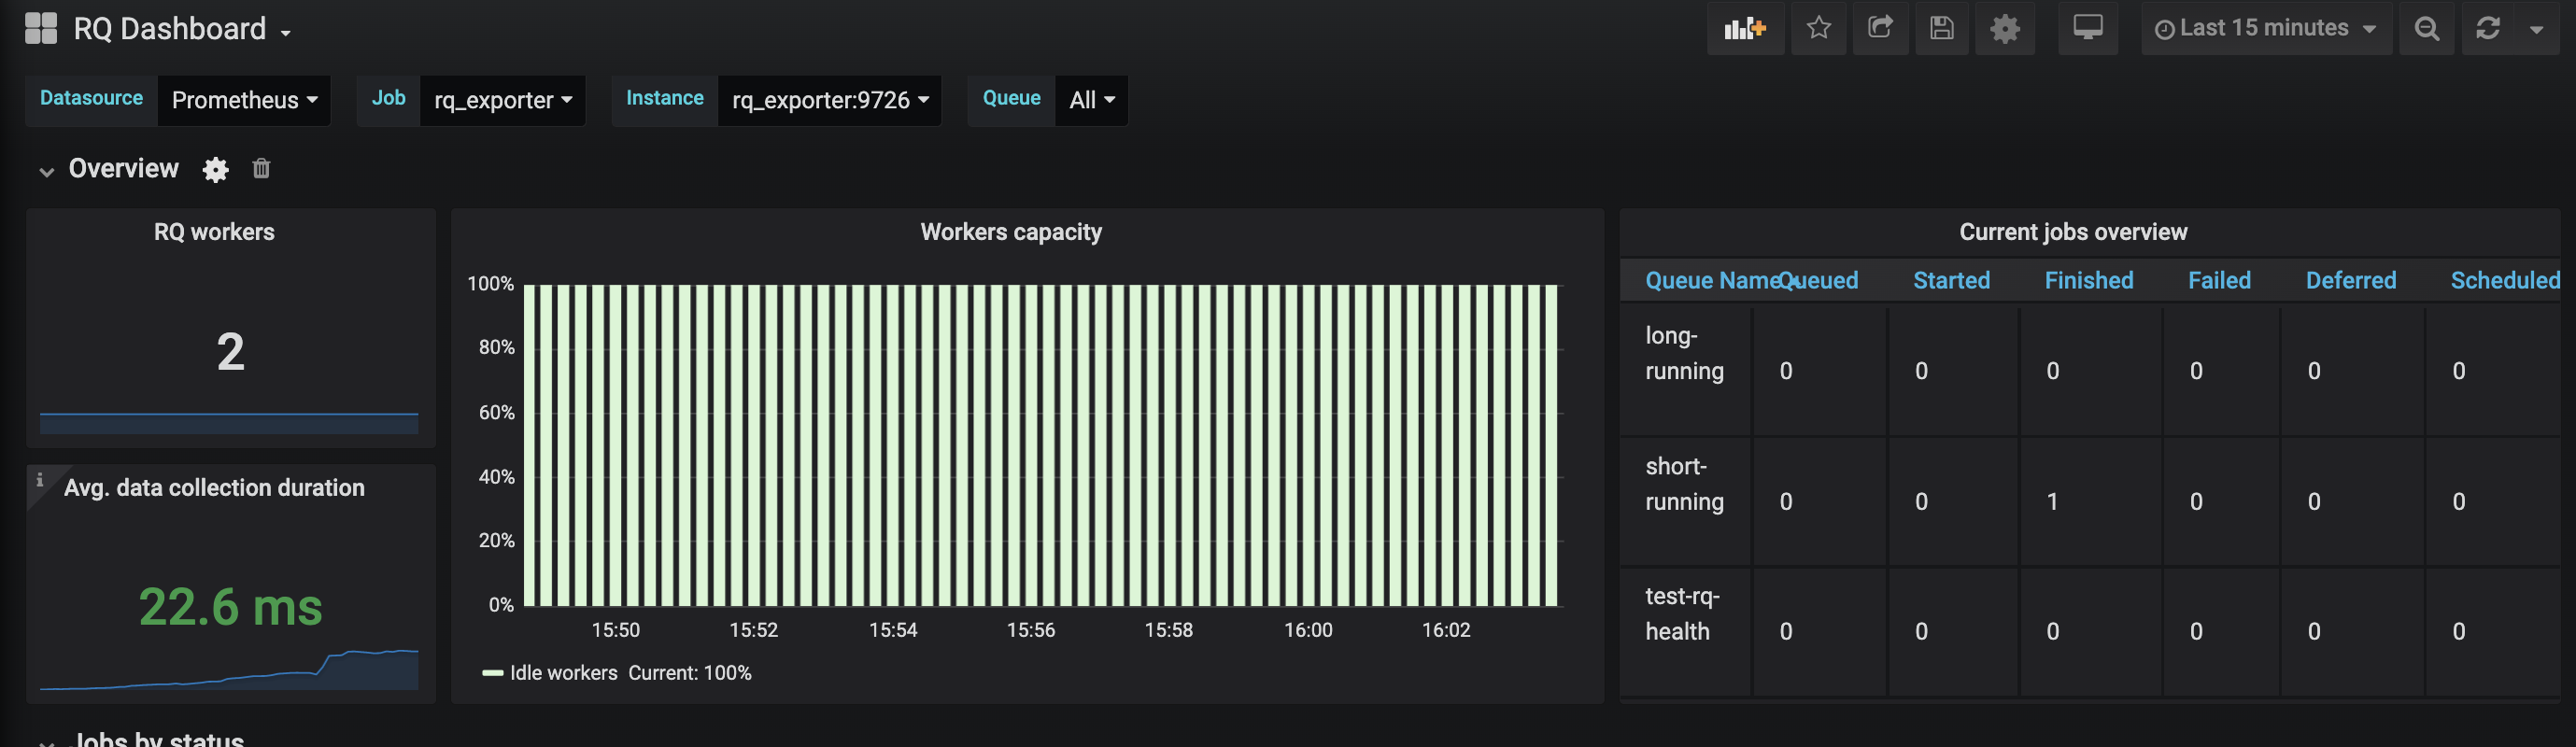 RQ Dashboard
Last 15 minutes
Datasource Prometheus Job rq_exporter Instance rq_exporter:9726 Queue All
Overview
RQ workers
2
Avg. data collection duration
22.6 ms
Workers capacity
100%
80%
60%
40%
20%
0%
15:50 15:52 15:54 15:56 15:58 16:00 16:02
Idle workers Current: 100%
Current jobs overview
Queue Name Queued Started Finished Failed Deferred Scheduled
long-
running 0 0 0 0 0 0
short-
running 0 0 1 0 0 0
test-rq-
health 0 0 0 0 0 0
Jobs by status